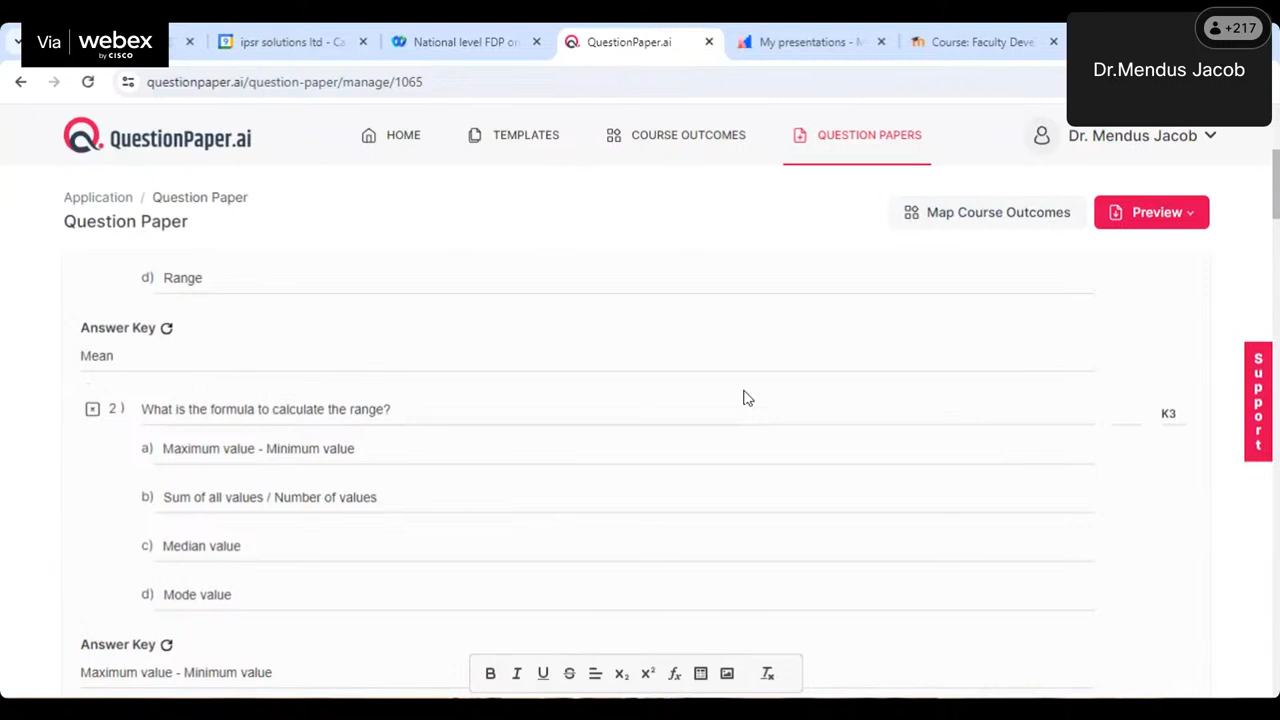 Via webex
by CISCO
ipsr solutions ltd - Ca
National level FDP on
QuestionPaper.ai
My presentations - M
Course: Faculty Deve
+217
Dr.Mendus Jacob
questionpaper.ai/question-paper/manage/1065
QuestionPaper.ai
HOME
TEMPLATES
COURSE OUTCOMES
QUESTION PAPERS
Dr. Mendus Jacob
Application / Question Paper
Question Paper
Map Course Outcomes
Preview
d) Range
Answer Key
Mean
2 ) What is the formula to calculate the range? K3
a) Maximum value - Minimum value
b) Sum of all values / Number of values
c) Median value
d) Mode value
Answer Key
Maximum value - Minimum value
Support